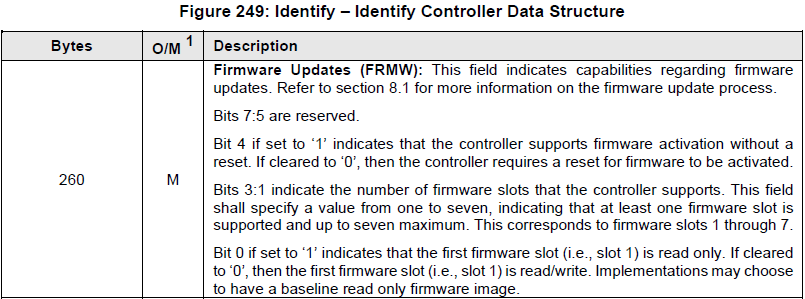 Figure 249: Identify – Identify Controller Data Structure
Bytes O/M 1 Description
Firmware Updates (FRMW): This field indicates capabilities regarding firmware
updates. Refer to section 8.1 for more information on the firmware update process.
Bits 7:5 are reserved.
Bit 4 if set to ‘1’ indicates that the controller supports firmware activation without a
reset. If cleared to ‘0’, then the controller requires a reset for firmware to be activated.
260 M
Bits 3:1 indicate the number of firmware slots that the controller supports. This field
shall specify a value from one to seven, indicating that at least one firmware slot is
supported and up to seven maximum. This corresponds to firmware slots 1 through 7.
Bit 0 if set to ‘1’ indicates that the first firmware slot (i.e., slot 1) is read only. If cleared
to ‘0’, then the first firmware slot (i.e., slot 1) is read/write. Implementations may choose
to have a baseline read only firmware image.